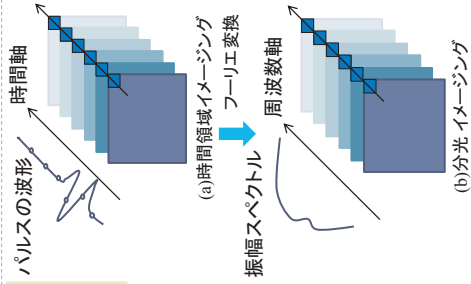 パルスの波形
時間軸
(a)時間領域イメージング
フーリエ変換
振幅スペクトル
周波数軸
(b)分光イメージング